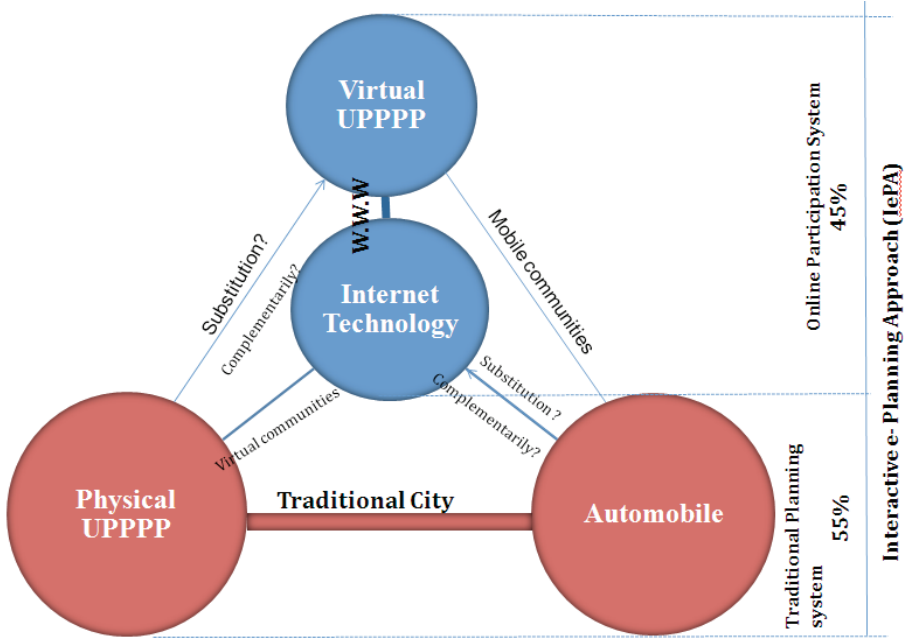 Virtual
UPPPP
W.W.W
Internet
Technology
Substitution?
Complementarily?
Mobile communities
Virtual communities
Substitution?
Complementarily?
Physical
UPPPP
Traditional City
Automobile
Online Participation System
45%
Traditional Planning
system
55%
Interactive e- Planning Approach (IePA)